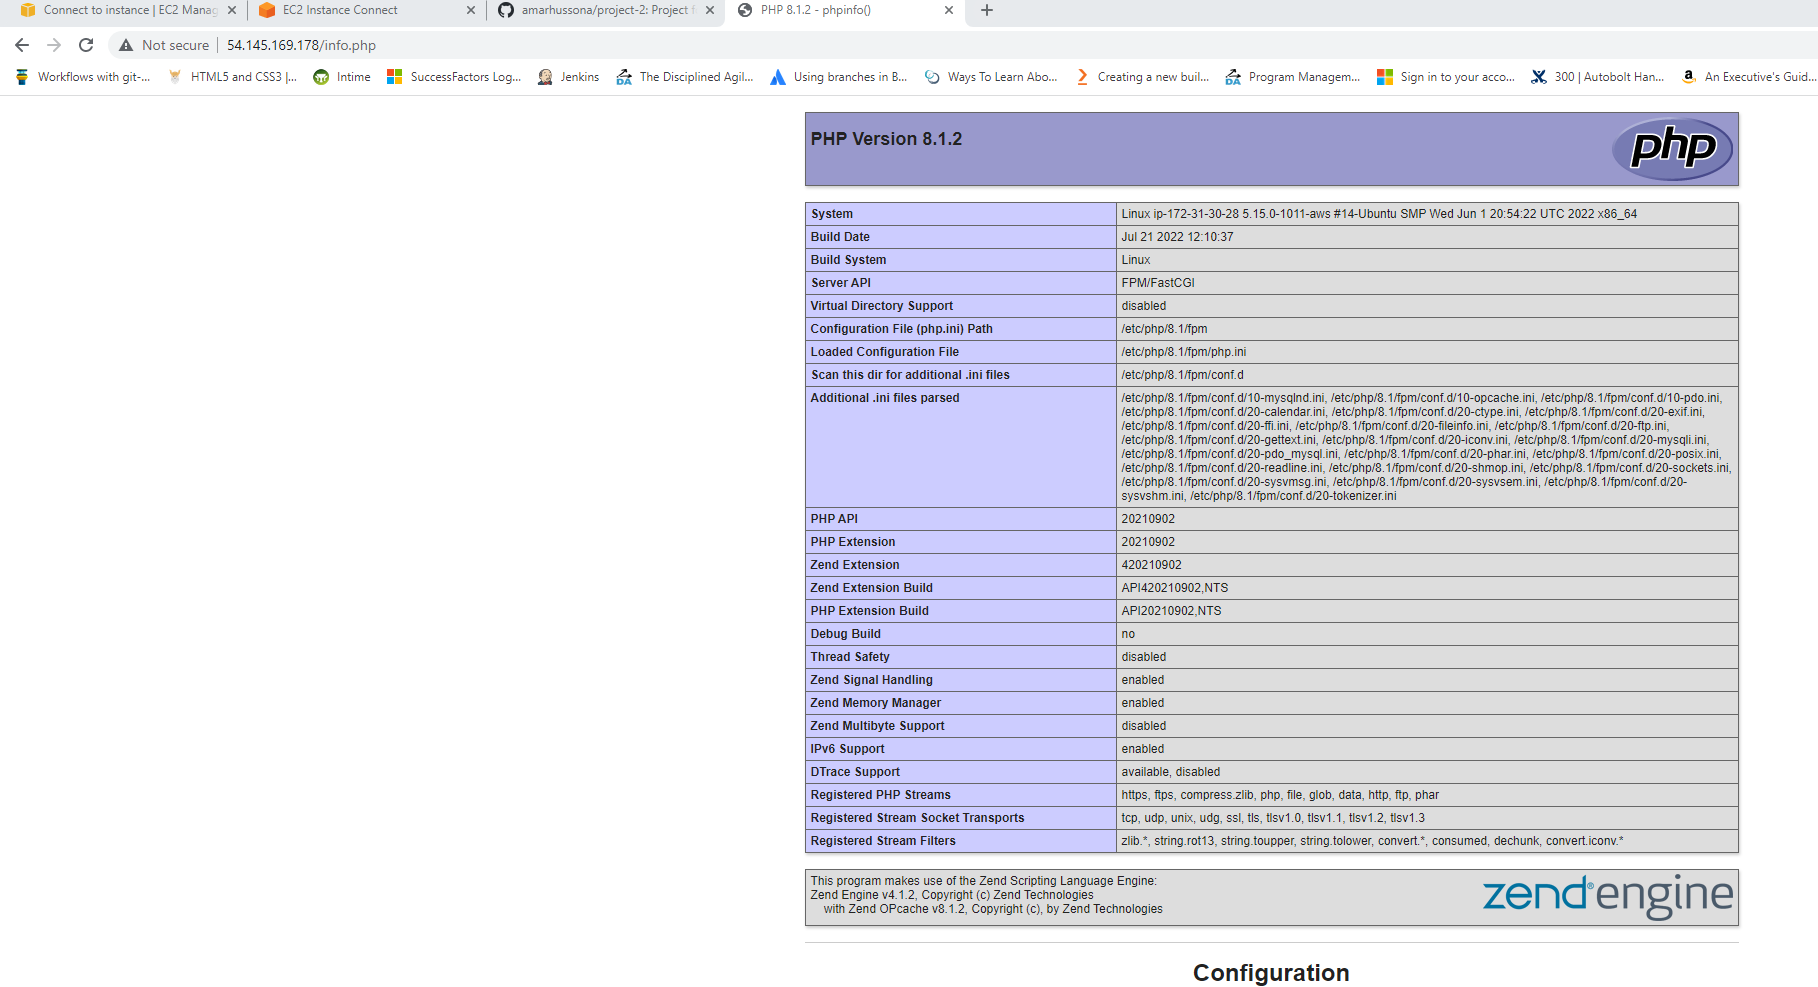 Connect to instance | EC2 Manag
EC2 Instance Connect
amarhussona/project-2: Project f
PHP 8.1.2 - phpinfo()
Not secure
54.145.169.178/info.php
Workflows with git-...
HTML5 and CSS3 |...
Intime
SuccessFactors Log...
Jenkins
The Disciplined Agil...
Using branches in B...
Ways To Learn Abo...
Creating a new buil...
Program Managem...
Sign in to your acco...
300 | Autobolt Han...
An Executive's Guid...
PHP Version 8.1.2
php
System Linux ip-172-31-30-28 5.15.0-1011-aws #14-Ubuntu SMP Wed Jun 1 20:54:22 UTC 2022 x86_64
Build Date Jul 21 2022 12:10:37
Build System Linux
Server API FPM/FastCGI
Virtual Directory Support disabled
Configuration File (php.ini) Path /etc/php/8.1/fpm
Loaded Configuration File /etc/php/8.1/fpm/php.ini
Scan this dir for additional .ini files /etc/php/8.1/fpm/conf.d
Additional .ini files parsed /etc/php/8.1/fpm/conf.d/10-mysqlnd.ini, /etc/php/8.1/fpm/conf.d/10-opcache.ini, /etc/php/8.1/fpm/conf.d/10-pdo.ini,
/etc/php/8.1/fpm/conf.d/20-calendar.ini, /etc/php/8.1/fpm/conf.d/20-ctype.ini, /etc/php/8.1/fpm/conf.d/20-exif.ini,
/etc/php/8.1/fpm/conf.d/20-ffi.ini, /etc/php/8.1/fpm/conf.d/20-fileinfo.ini, /etc/php/8.1/fpm/conf.d/20-ftp.ini,
/etc/php/8.1/fpm/conf.d/20-gettext.ini, /etc/php/8.1/fpm/conf.d/20-iconv.ini, /etc/php/8.1/fpm/conf.d/20-mysqli.ini,
/etc/php/8.1/fpm/conf.d/20-pdo_mysql.ini, /etc/php/8.1/fpm/conf.d/20-phar.ini, /etc/php/8.1/fpm/conf.d/20-posix.ini,
/etc/php/8.1/fpm/conf.d/20-readline.ini, /etc/php/8.1/fpm/conf.d/20-shmop.ini, /etc/php/8.1/fpm/conf.d/20-sockets.ini,
/etc/php/8.1/fpm/conf.d/20-sysvmsg.ini, /etc/php/8.1/fpm/conf.d/20-sysvsem.ini, /etc/php/8.1/fpm/conf.d/20-
sysvshm.ini, /etc/php/8.1/fpm/conf.d/20-tokenizer.ini
PHP API 20210902
PHP Extension 20210902
Zend Extension 420210902
Zend Extension Build API420210902,NTS
PHP Extension Build API20210902,NTS
Debug Build no
Thread Safety disabled
Zend Signal Handling enabled
Zend Memory Manager enabled
Zend Multibyte Support disabled
IPv6 Support enabled
DTrace Support available, disabled
Registered PHP Streams https, ftps, compress.zlib, php, file, glob, data, http, ftp, phar
Registered Stream Socket Transports tcp, udp, unix, udg, ssl, tls, tlsv1.0, tlsv1.1, tlsv1.2, tlsv1.3
Registered Stream Filters zlib.*, string.rot13, string.toupper, string.tolower, convert.*, consumed, dechunk, convert.iconv.*
This program makes use of the Zend Scripting Language Engine:
Zend Engine v4.1.2, Copyright (c) Zend Technologies
with Zend OPcache v8.1.2, Copyright (c), by Zend Technologies
zend® engine
Configuration